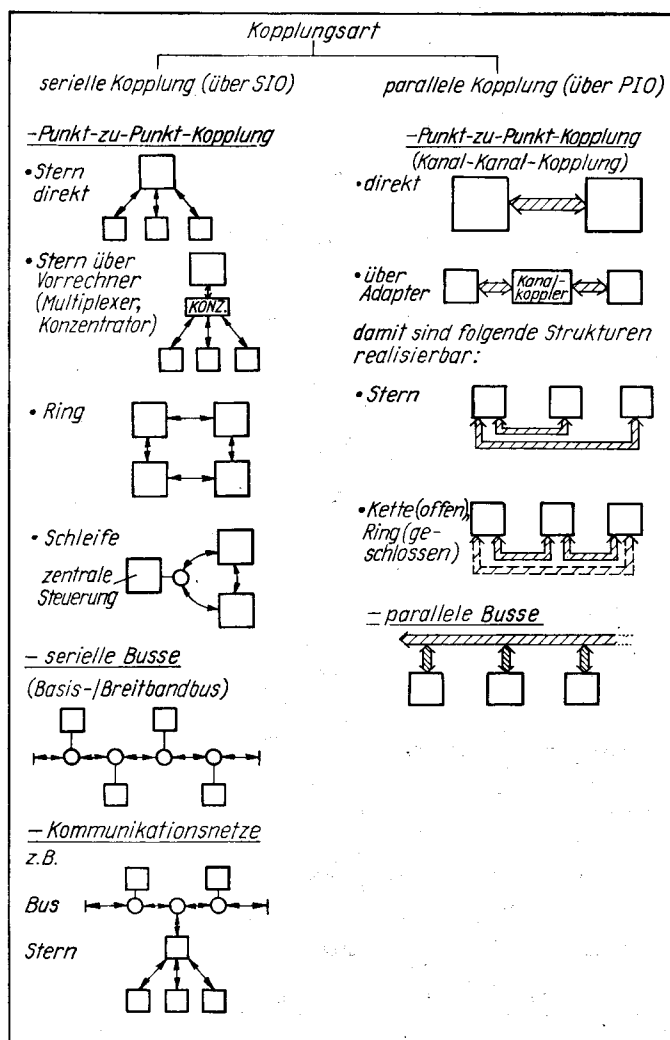 Kopplungsart
serielle Kopplung (über SIO)
– Punkt-zu-Punkt-Kopplung
• Stern
direkt
• Stern über
Vorrechner
(Multiplexer,
Konzentrator)
KONZ.
• Ring
• Schleife
zentrale
Steuerung
– serielle Busse
(Basis-/Breitbandbus)
– Kommunikationsnetze
z.B.
Bus
Stern
parallele Kopplung (über PIO)
– Punkt-zu-Punkt-Kopplung
(Kanal-Kanal-Kopplung)
• direkt
• über
Adapter
Kanal-
koppler
damit sind folgende Strukturen
realisierbar:
• Stern
• Kette (offen),
Ring (ge-
schlossen)
– parallele Busse